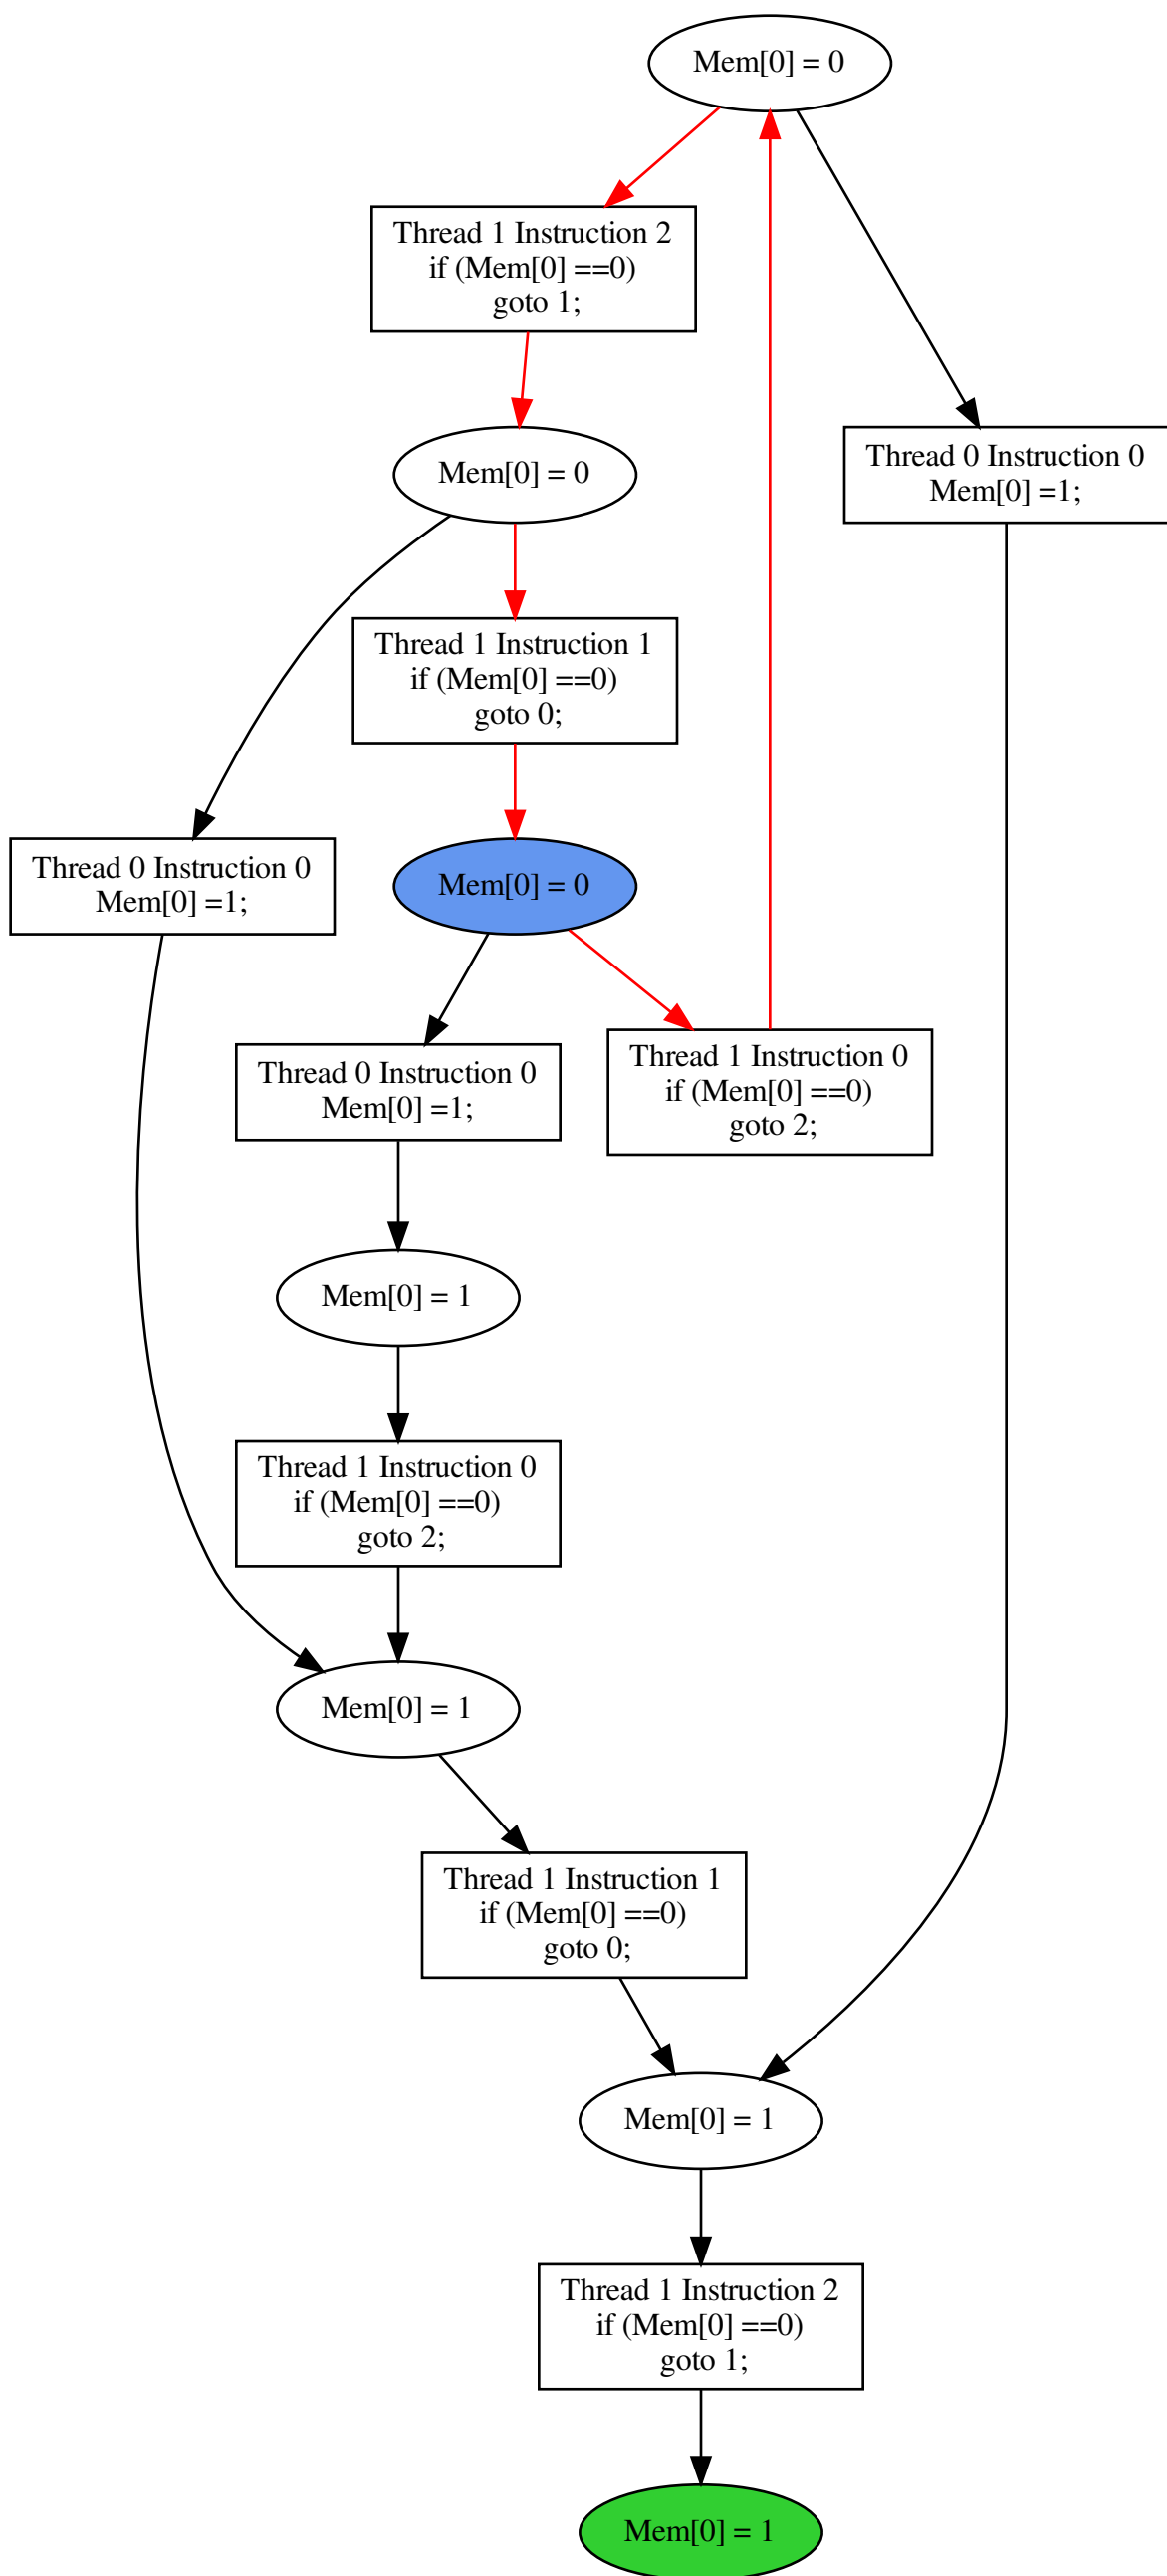 Mem[0] = 0
Thread 1 Instruction 2
if (Mem[0] ==0)
goto 1;
Mem[0] = 0
Thread 0 Instruction 0
Mem[0] =1;
Thread 1 Instruction 1
if (Mem[0] ==0)
goto 0;
Thread 0 Instruction 0
Mem[0] =1;
Mem[0] = 0
Thread 0 Instruction 0
Mem[0] =1;
Thread 1 Instruction 0
if (Mem[0] ==0)
goto 2;
Mem[0] = 1
Thread 1 Instruction 0
if (Mem[0] ==0)
goto 2;
Mem[0] = 1
Thread 1 Instruction 1
if (Mem[0] ==0)
goto 0;
Mem[0] = 1
Thread 1 Instruction 2
if (Mem[0] ==0)
goto 1;
Mem[0] = 1